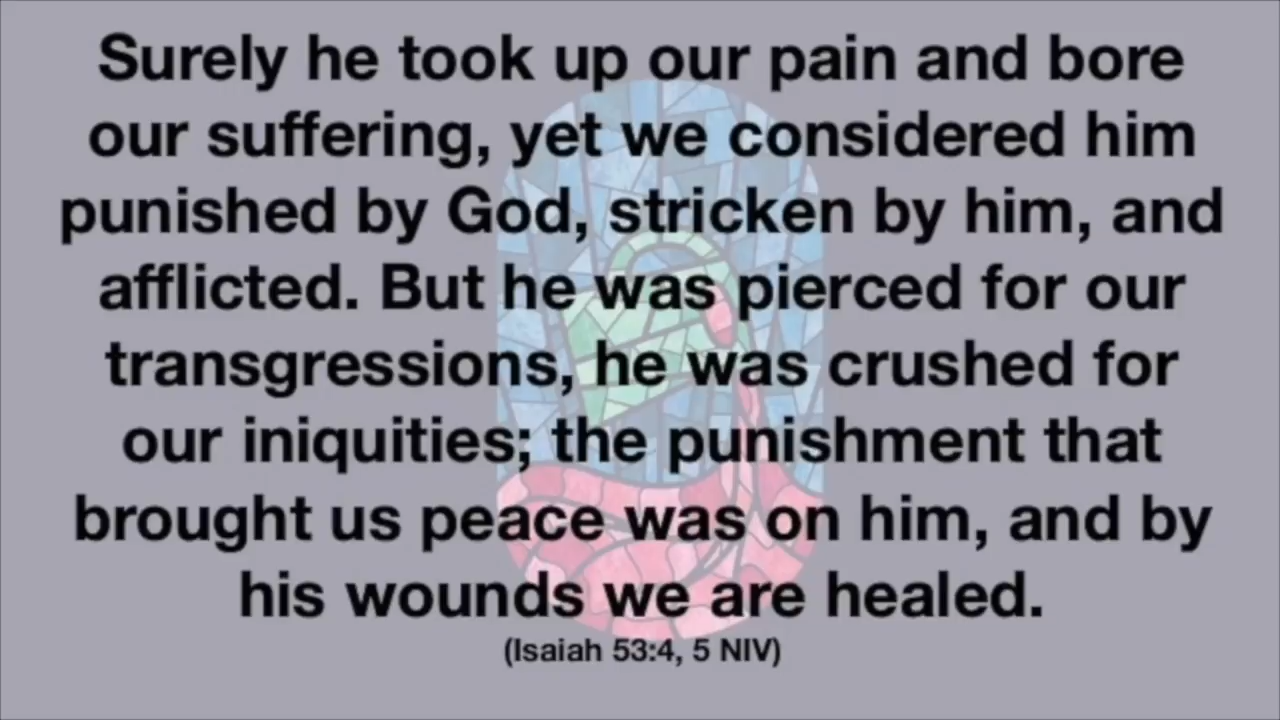 Surely he took up our pain and bore
our suffering, yet we considered him
punished by God, stricken by him, and
afflicted. But he was pierced for our
transgressions, he was crushed for
our iniquities; the punishment that
brought us peace was on him, and by
his wounds we are healed.
(Isaiah 53:4, 5 NIV)